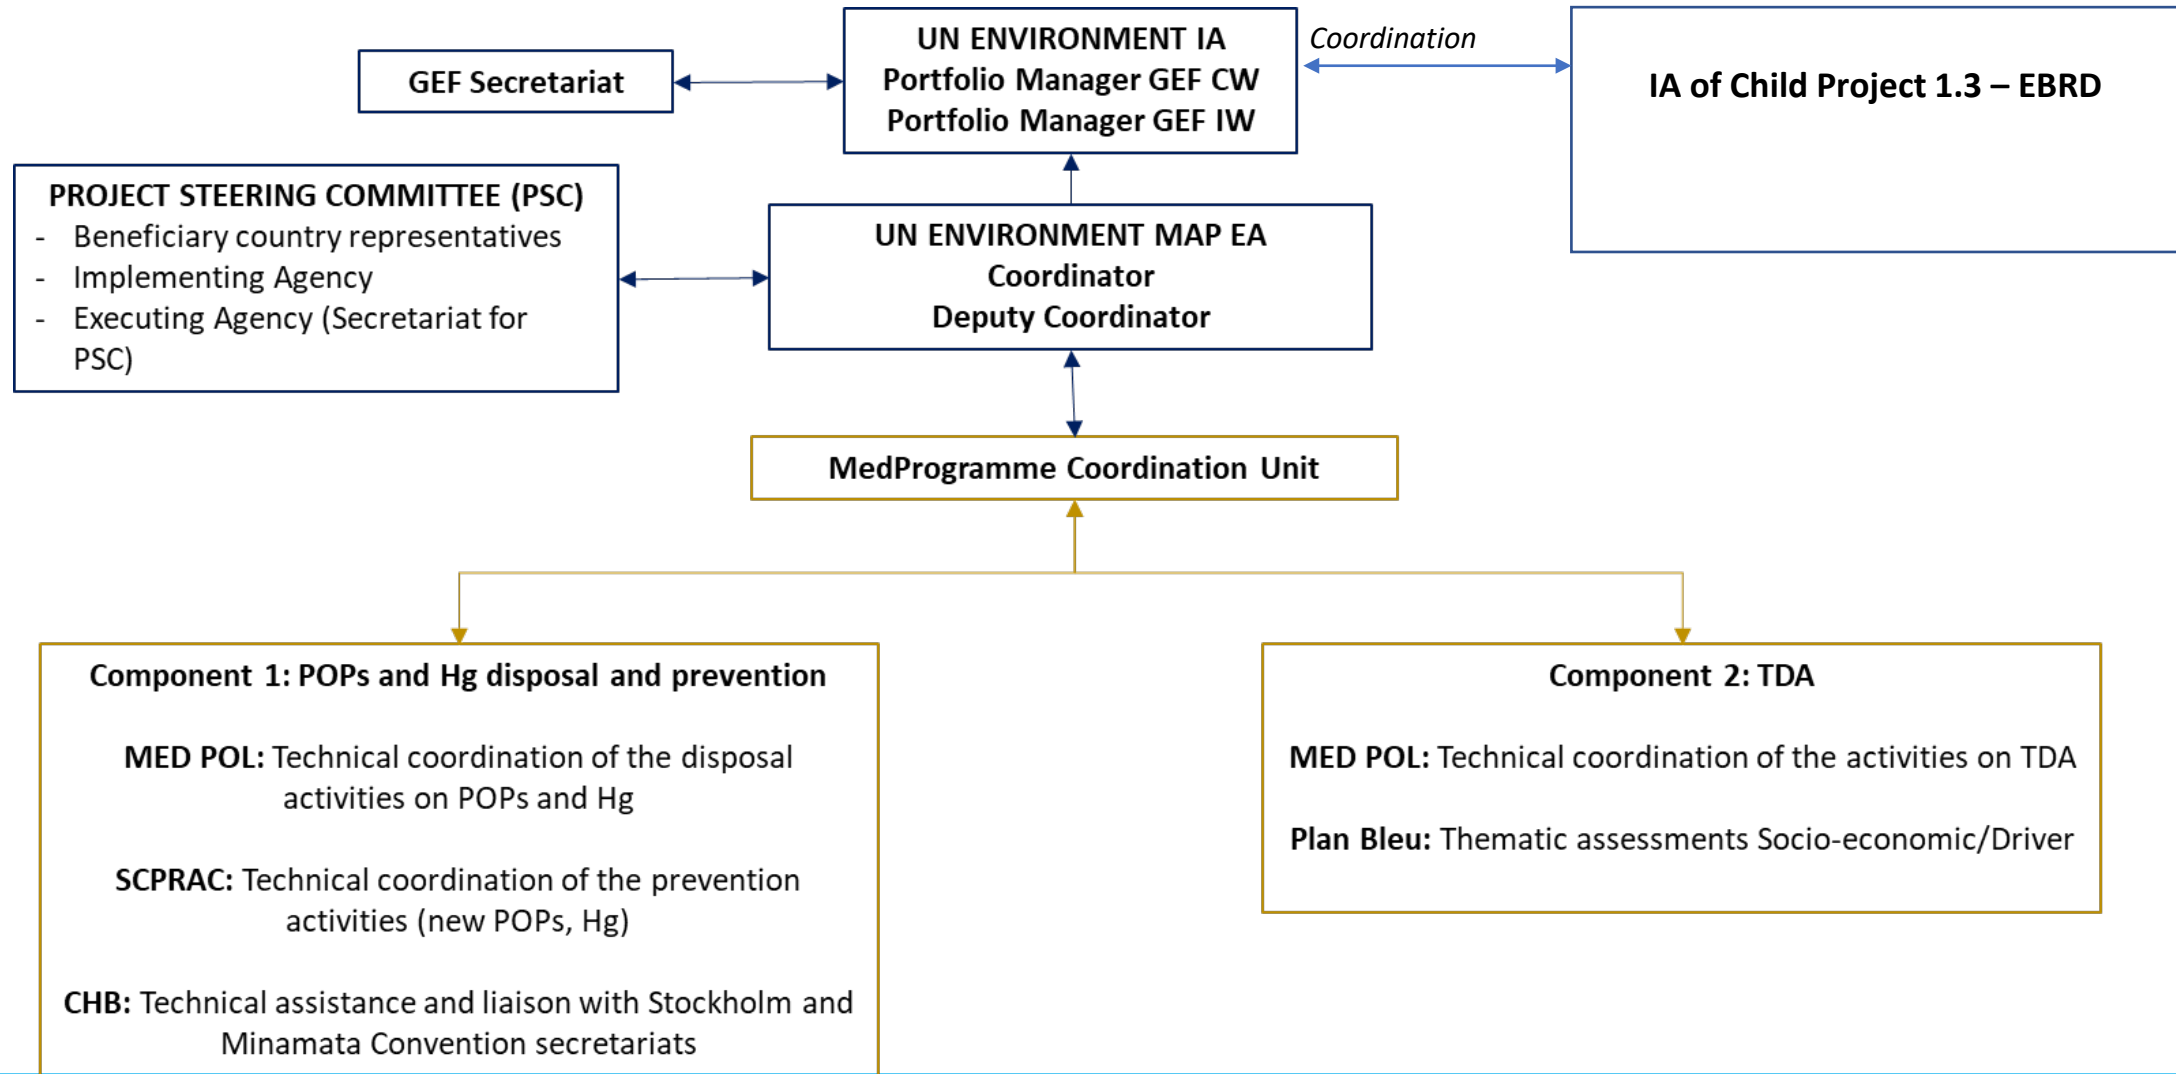 UN ENVIRONMENT IA
Portfolio Manager GEF CW
Portfolio Manager GEF IW
Coordination
IA of Child Project 1.3 – EBRD
GEF Secretariat
PROJECT STEERING COMMITTEE (PSC)
- Beneficiary country representatives
- Implementing Agency
- Executing Agency (Secretariat for
PSC)
UN ENVIRONMENT MAP EA
Coordinator
Deputy Coordinator
MedProgramme Coordination Unit
Component 1: POPs and Hg disposal and prevention
MED POL: Technical coordination of the disposal
activities on POPs and Hg
SCPRAC: Technical coordination of the prevention
activities (new POPs, Hg)
CHB: Technical assistance and liaison with Stockholm and
Minamata Convention secretariats
Component 2: TDA
MED POL: Technical coordination of the activities on TDA
Plan Bleu: Thematic assessments Socio-economic/Driver